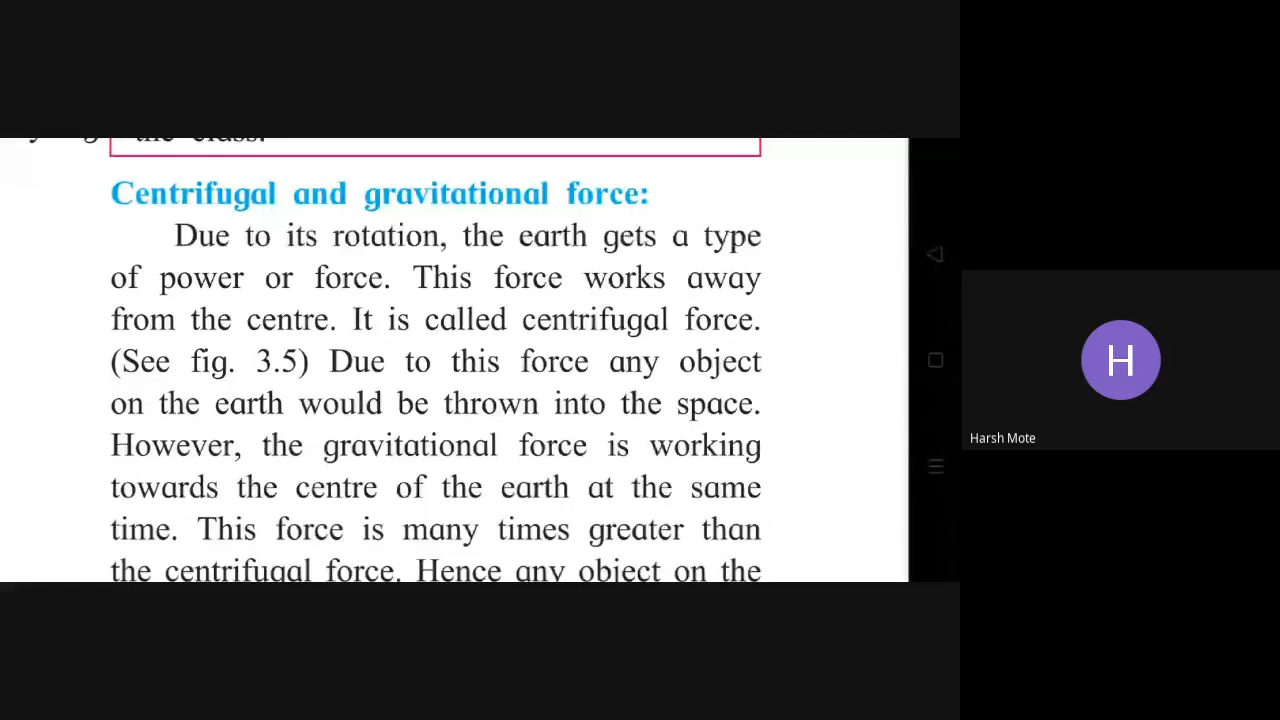 the class.
Centrifugal and gravitational force:
Due to its rotation, the earth gets a type
of power or force. This force works away
from the centre. It is called centrifugal force.
(See fig. 3.5) Due to this force any object
on the earth would be thrown into the space.
However, the gravitational force is working
towards the centre of the earth at the same
time. This force is many times greater than
the centrifugal force. Hence any object on the
H
Harsh Mote